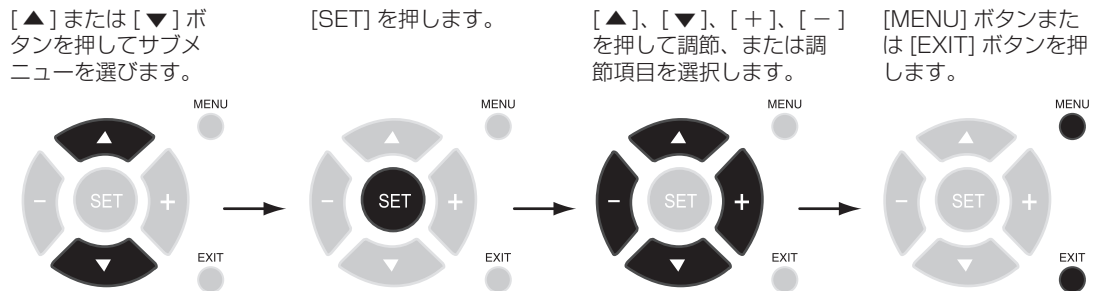 [ ▲ ] または [ ▼ ] ボ
タンを押してサブメ
ニューを選びます。
[SET] を押します。
[ ▲ ]、[ ▼ ]、[ + ]、[ − ]
を押して調節、または調
節項目を選択します。
[MENU] ボタンまた
は [EXIT] ボタンを押
します。
MENU
− SET +
EXIT
MENU
− SET +
EXIT
MENU
− SET +
EXIT
MENU
− SET +
EXIT